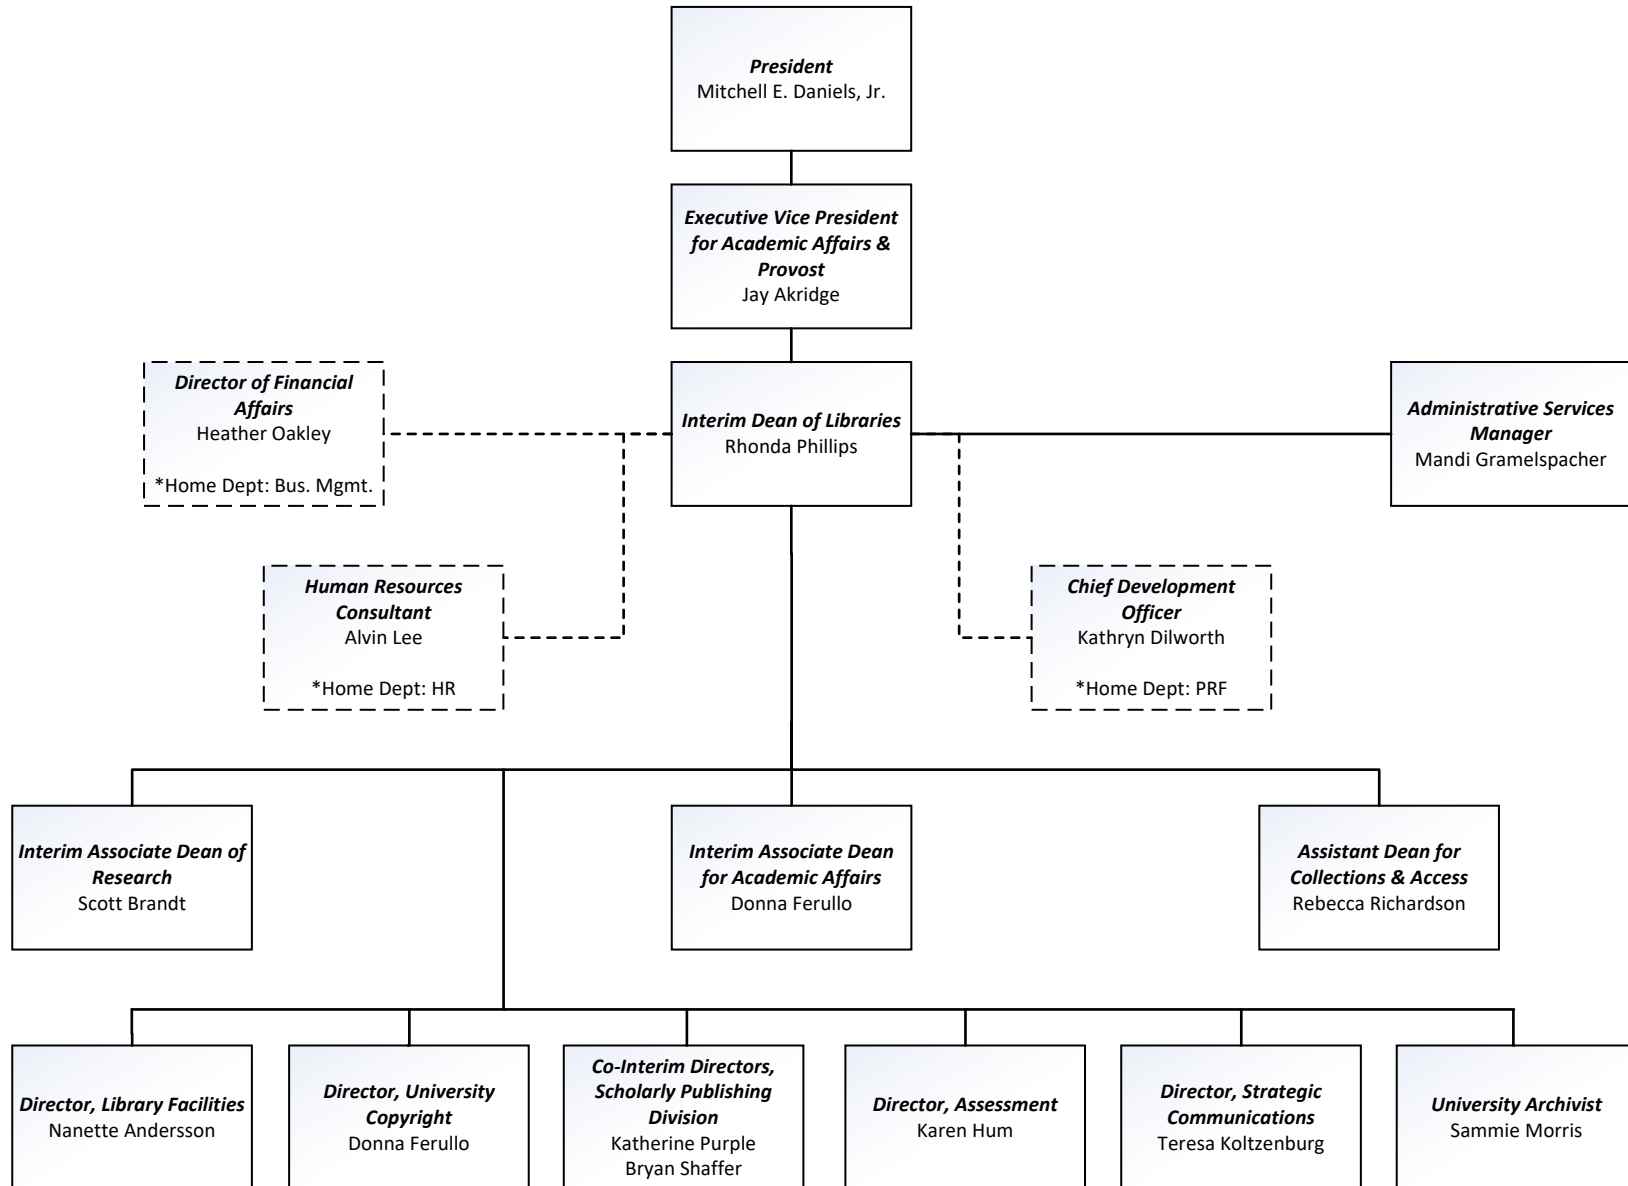 President
Mitchell E. Daniels, Jr.
Executive Vice President
for Academic Affairs &
Provost
Jay Akridge
Director of Financial
Affairs
Heather Oakley
*Home Dept: Bus. Mgmt.
Interim Dean of Libraries
Rhonda Phillips
Administrative Services
Manager
Mandi Gramelspacher
Human Resources
Consultant
Alvin Lee
*Home Dept: HR
Chief Development
Officer
Kathryn Dilworth
*Home Dept: PRF
Interim Associate Dean of
Research
Scott Brandt
Interim Associate Dean
for Academic Affairs
Donna Ferullo
Assistant Dean for
Collections & Access
Rebecca Richardson
Director, Library Facilities
Nanette Andersson
Director, University
Copyright
Donna Ferullo
Co-Interim Directors,
Scholarly Publishing
Division
Katherine Purple
Bryan Shaffer
Director, Assessment
Karen Hum
Director, Strategic
Communications
Teresa Koltzenburg
University Archivist
Sammie Morris